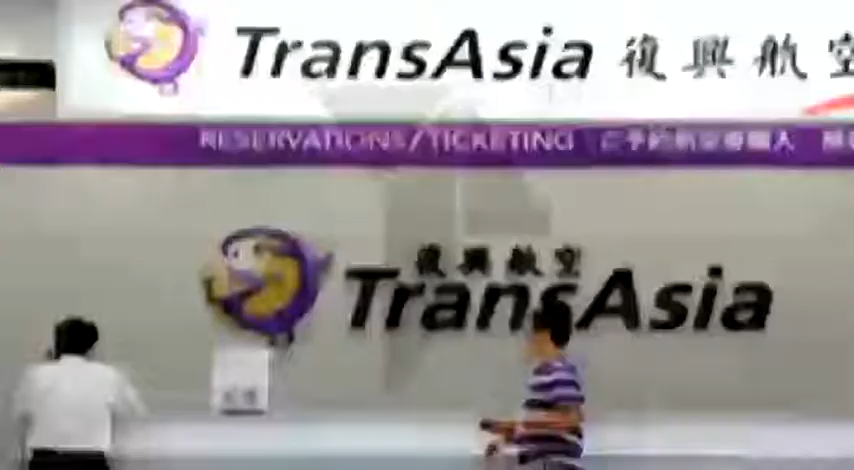 TransAsia 復興航空
RESERVATIONS/TICKETING
復興航空
TransAsia